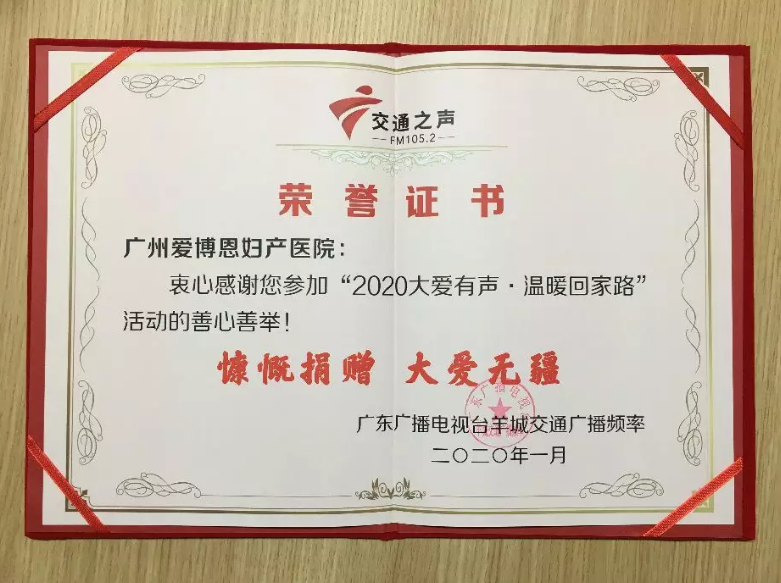 交通之声
FM105.2
荣誉证书
广州爱博恩妇产医院：
衷心感谢您参加“2020大爱有声·温暖回家路”
活动的善心善举！
慷慨捐赠 大爱无疆
广东广播电视台羊城交通广播频率
二〇二〇年一月